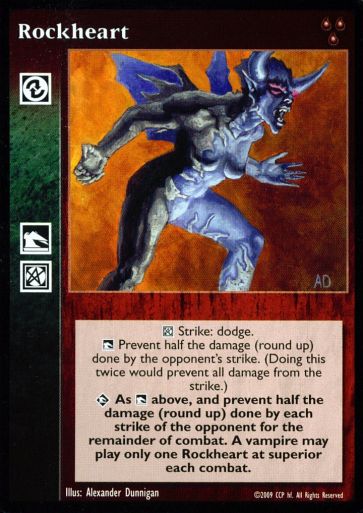 Rockheart
AD
Strike: dodge.
Prevent half the damage (round up)
done by the opponent's strike. (Doing this
twice would prevent all damage from
the strike.)
As above, and prevent half the
damage (round up) done by each
strike of the opponent for the
remainder of combat. A vampire may
play only one Rockheart at superior
each combat.
Illus: Alexander Dunnigan ©2009 CCP hf. All Rights Reserved